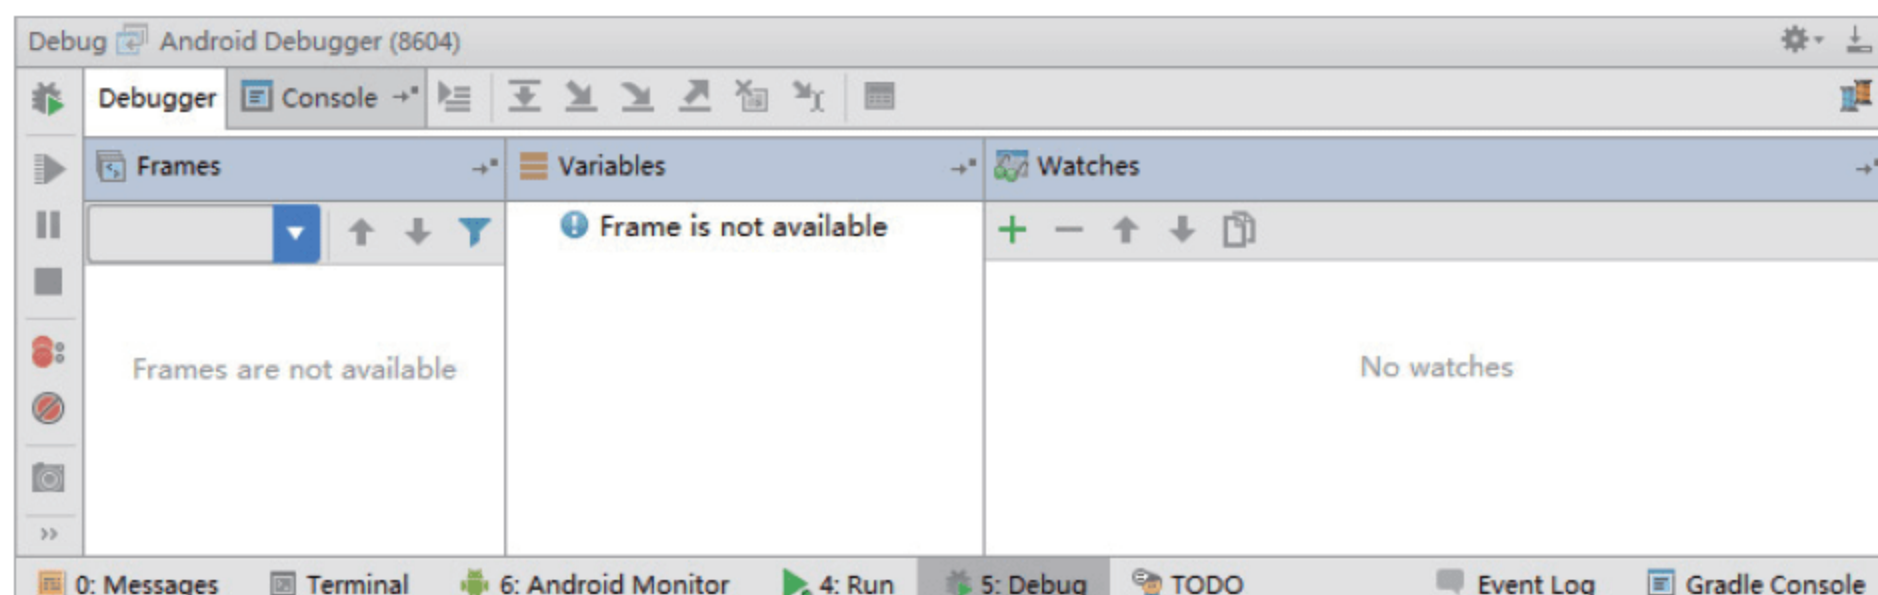 Debug Android Debugger (8604)
Debugger Console
Frames Variables Watches
Frame is not available
Frames are not available
No watches
0: Messages Terminal 6: Android Monitor 4: Run 5: Debug TODO Event Log Gradle Console